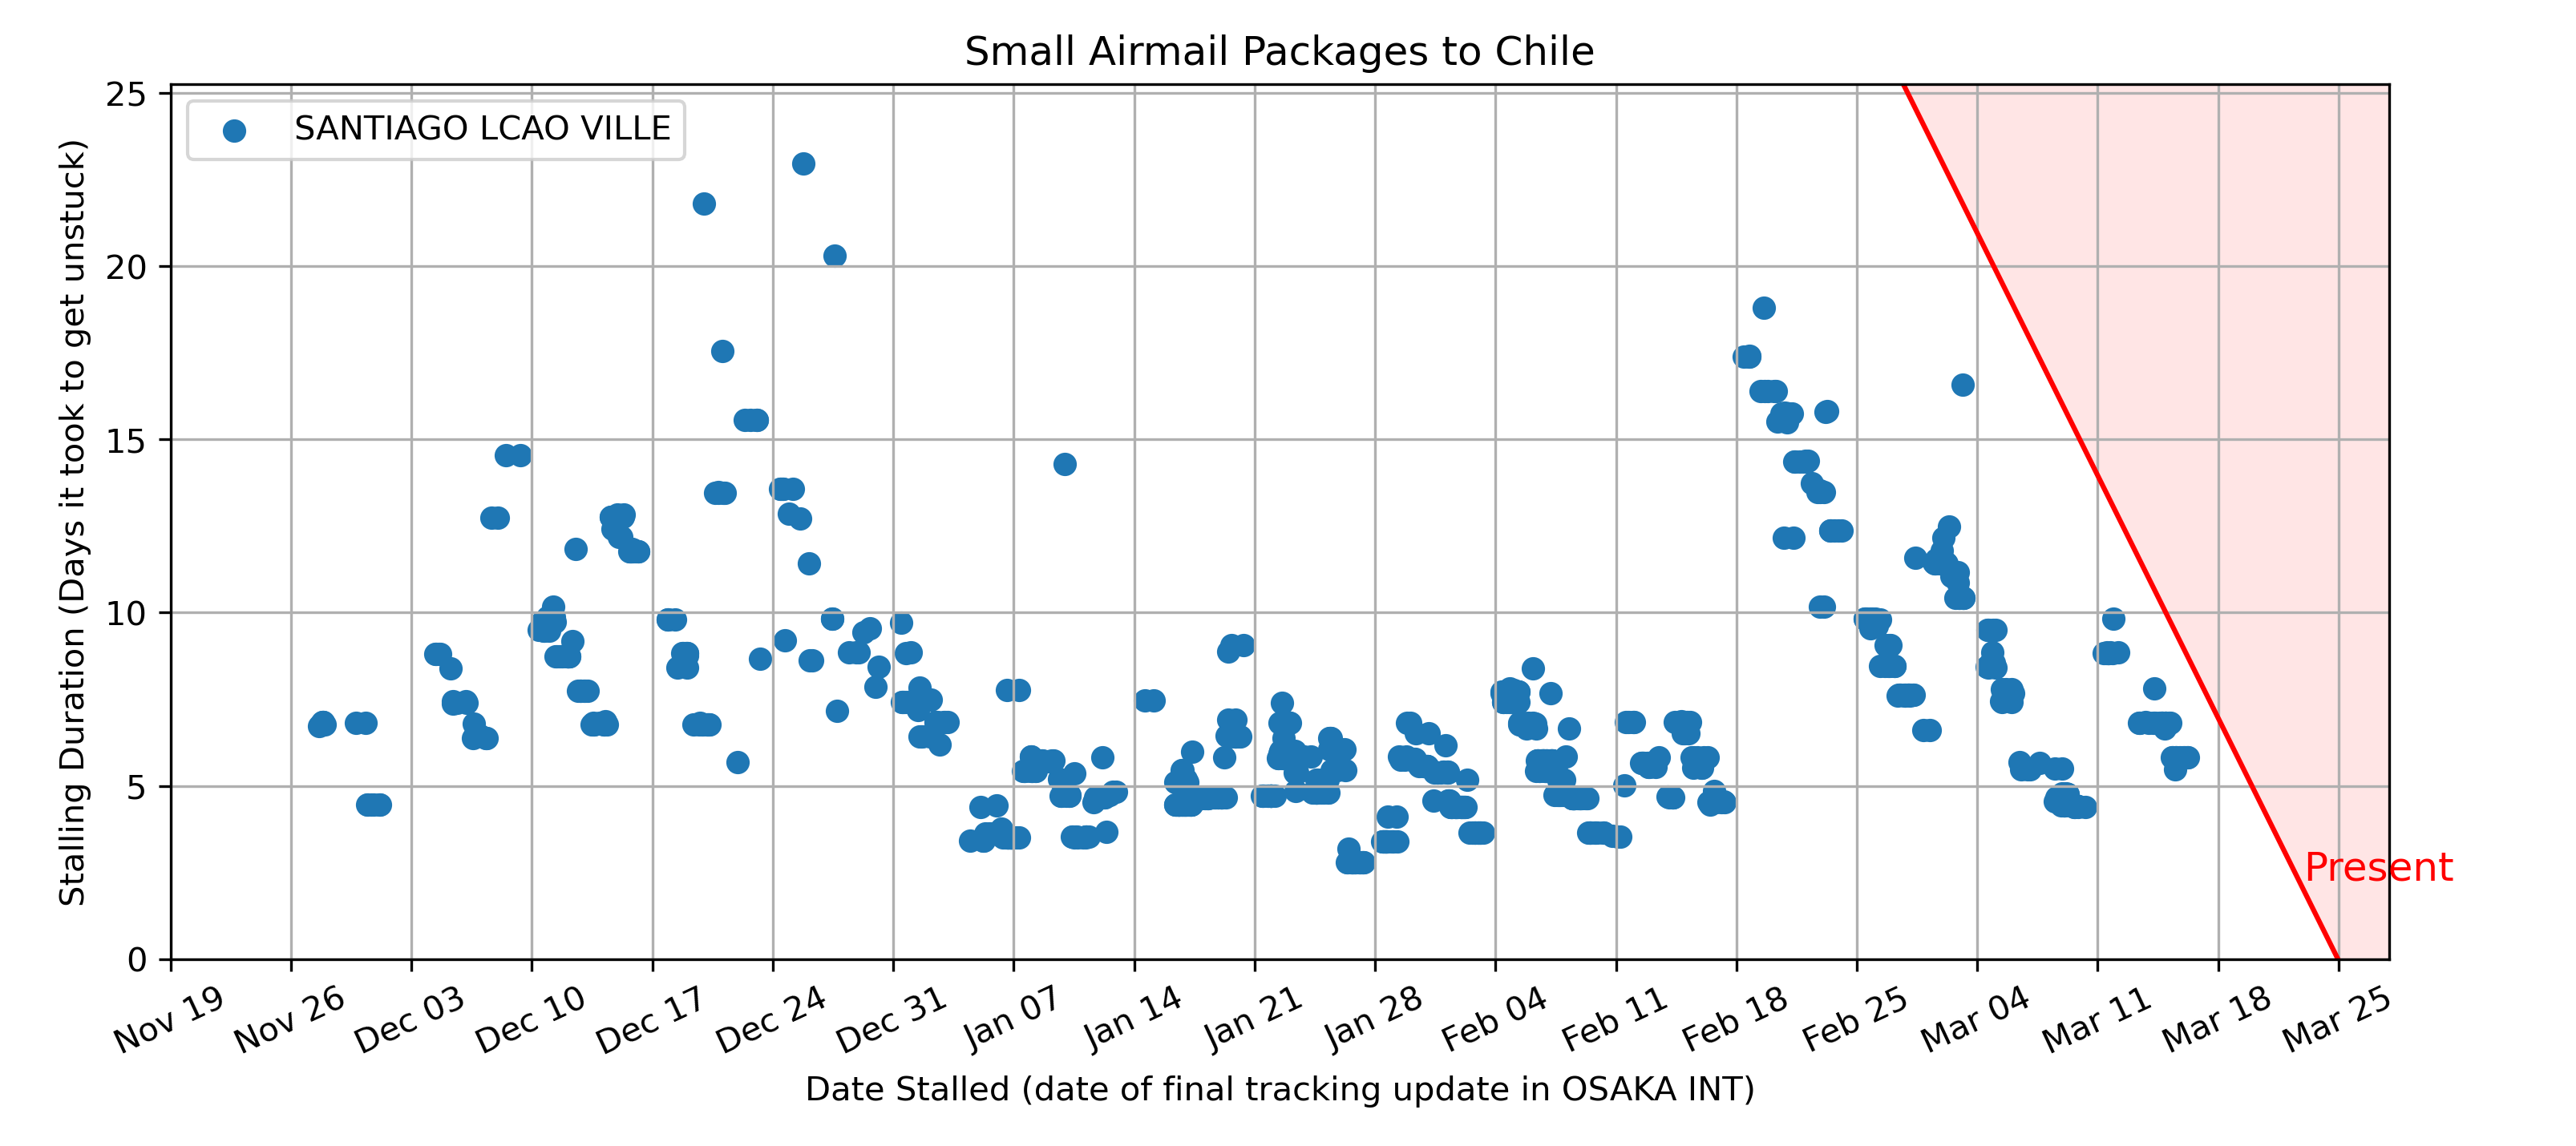 Small Airmail Packages to Chile
SANTIAGO LCAO VILLE
Stalling Duration (Days it took to get unstuck)
25
20
15
10
5
0
Present
Nov 19
Nov 26
Dec 03
Dec 10
Dec 17
Dec 24
Dec 31
Jan 07
Jan 14
Jan 21
Jan 28
Feb 04
Feb 11
Feb 18
Feb 25
Mar 04
Mar 11
Mar 18
Mar 25
Date Stalled (date of final tracking update in OSAKA INT)